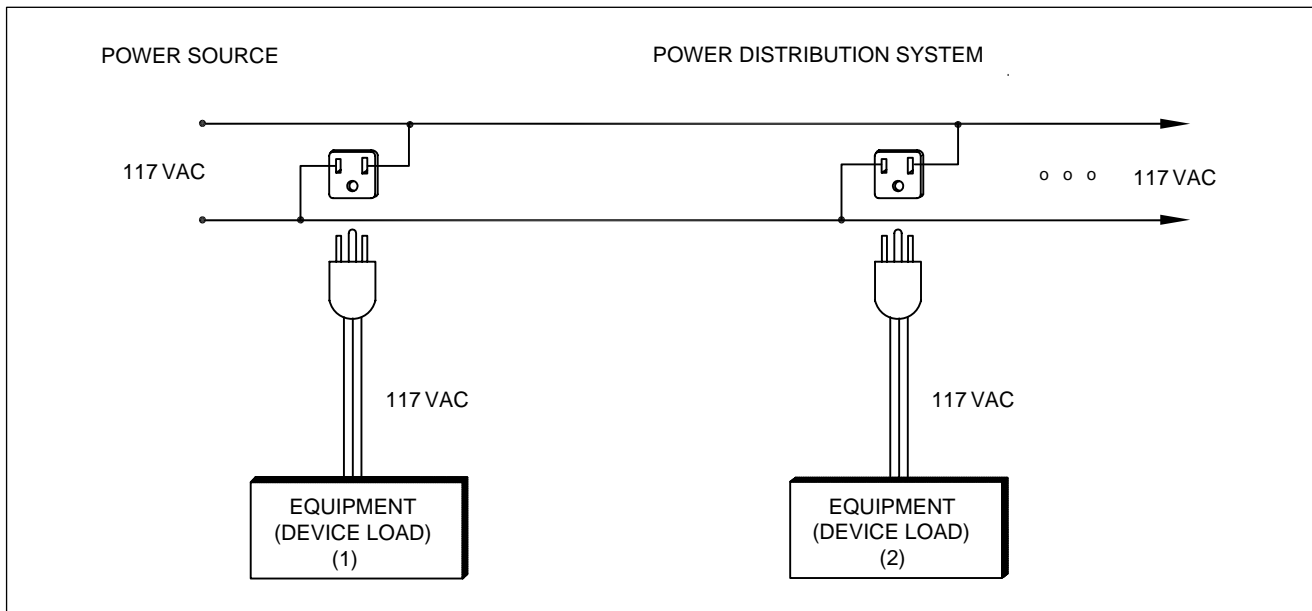 POWER SOURCE
POWER DISTRIBUTION SYSTEM
117 VAC
o o o
117 VAC
117 VAC
117 VAC
EQUIPMENT
(DEVICE LOAD)
(1)
EQUIPMENT
(DEVICE LOAD)
(2)